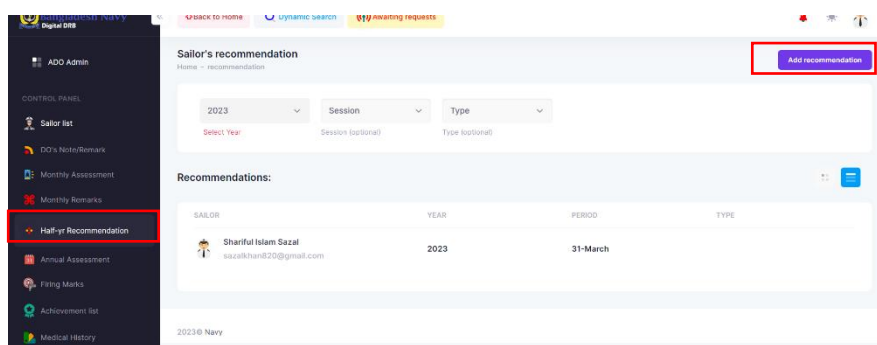 Bangladesh Navy
Digital DRB
Back to Home
Dynamic Search
Awaiting requests
ADO Admin
CONTROL PANEL
Sailor list
DO's Note/Remark
Monthly Assessment
Monthly Remarks
Half-yr Recommendation
Annual Assessment
Firing Marks
Achievement list
Medical History
Sailor's recommendation
Home - recommendation
Add recommendation
2023 Session Type
Select Year Session (optional) Type (optional)
Recommendations:
SAILOR YEAR PERIOD TYPE
Shariful Islam Sazal
sazalkhan820@gmail.com
2023
31-March
2023© Navy